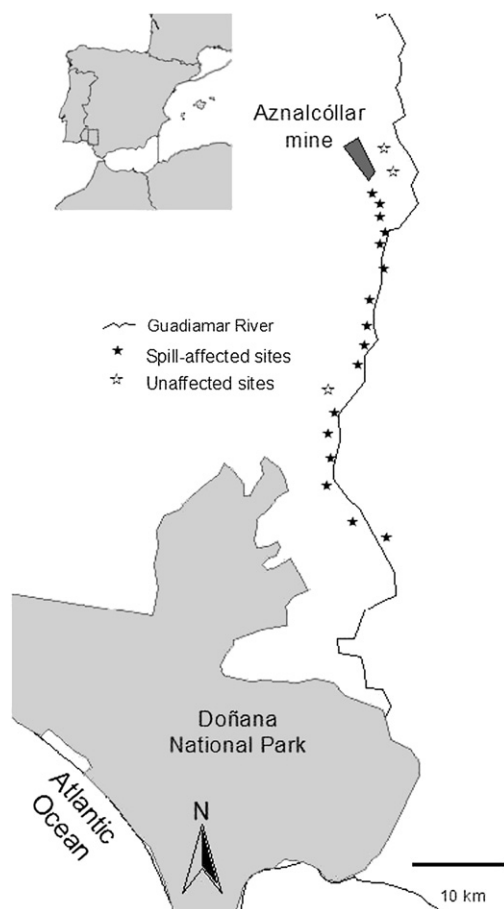 Aznalcóllar
mine
Guadiamar River
Spill-affected sites
Unaffected sites
Doñana
National Park
Atlantic
Ocean
N
10 km